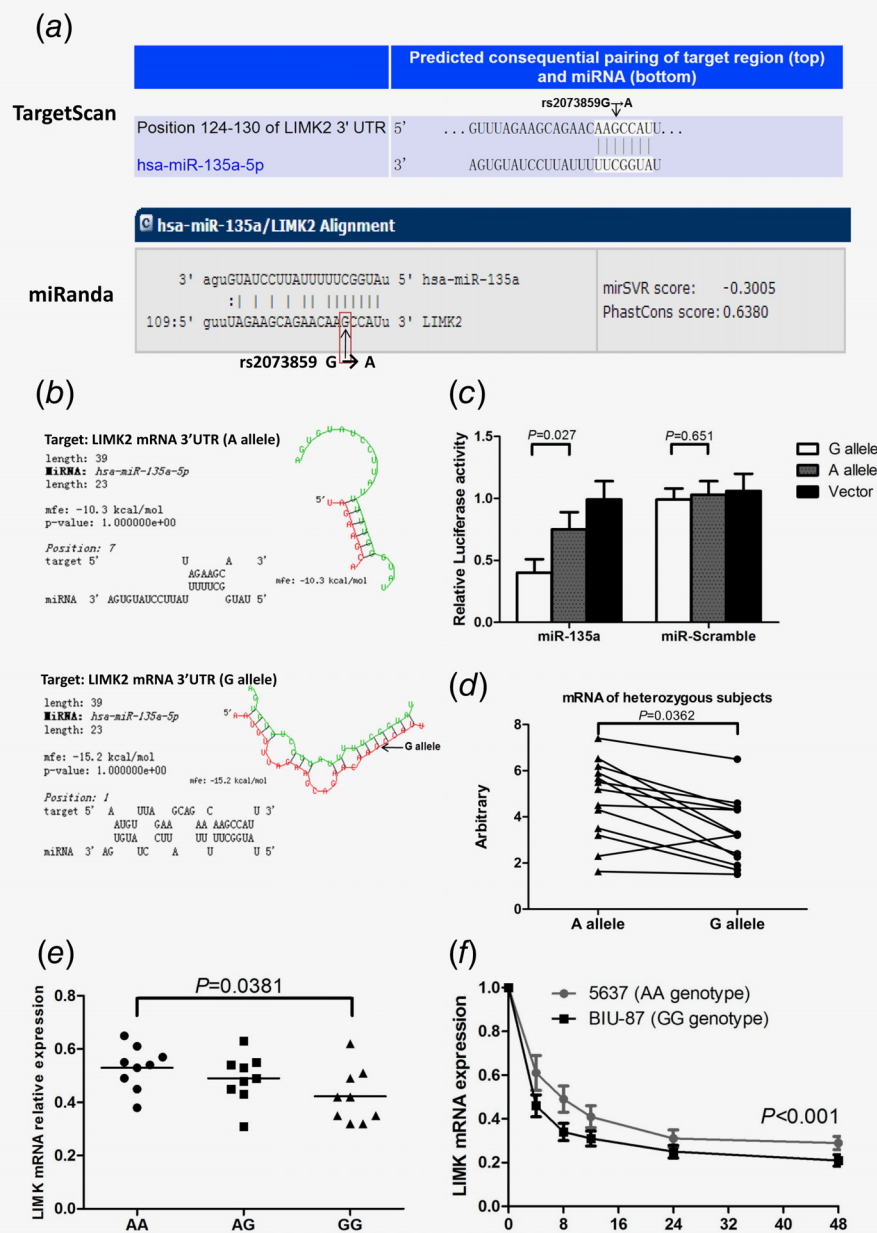 (a)
Predicted consequential pairing of target region (top)
and miRNA (bottom)
TargetScan
rs2073859G→A
Position 124-130 of LIMK2 3' UTR 5' ...GUUUAGAAGCAGAACAAGCCAUU...
hsa-miR-135a-5p 3' AGUGUAUCCUUAUUUUUCGGUAU
C hsa-miR-135a/LIMK2 Alignment
miRanda
3' aguGUAUCCUUAUUUUUCGGUAu 5' hsa-miR-135a
:| | | | || |||||||
109:5' guuUAGAAGCAGAACAAGCCAUu 3' LIMK2
mirSVR score: -0.3005
PhastCons score: 0.6380
rs2073859 G → A
(b)
Target: LIMK2 mRNA 3'UTR (A allele)
length: 39
MiRNA: hsa-miR-135a-5p
length: 23
mfe: -10.3 kcal/mol
p-value: 1.000000e+00
Position: 7
target 5' U A 3'
AGAAGC
UUUUCG
miRNA 3' AGUGUAUCCUUAU GUAU 5'
5'
mfe: -10.3 kcal/mol
Target: LIMK2 mRNA 3'UTR (G allele)
length: 39
MiRNA: hsa-miR-135a-5p
length: 23
mfe: -15.2 kcal/mol
p-value: 1.000000e+00
Position: 1
target 5' A UUA GCAG C U 3'
AUGU GAA AA AAGCCAU
UGUA CUU UU UUCGGUA
miRNA 3' AG UC A U U 5'
5'
G allele
mfe: -15.2 kcal/mol
(c)
Relative Luciferase activity
1.5
1.0
0.5
0.0
P=0.027
P=0.651
miR-135a
miR-Scramble
G allele
A allele
Vector
(d)
mRNA of heterozygous subjects
P=0.0362
Arbitrary
8
6
4
2
0
A allele
G allele
(e)
LIMK mRNA relative expression
0.8
0.6
0.4
0.2
0.0
P=0.0381
AA
AG
GG
(f)
LIMK mRNA expression
1.0
0.8
0.6
0.4
0.2
0.0
5637 (AA genotype)
BIU-87 (GG genotype)
P<0.001
0 8 16 24 32 40 48